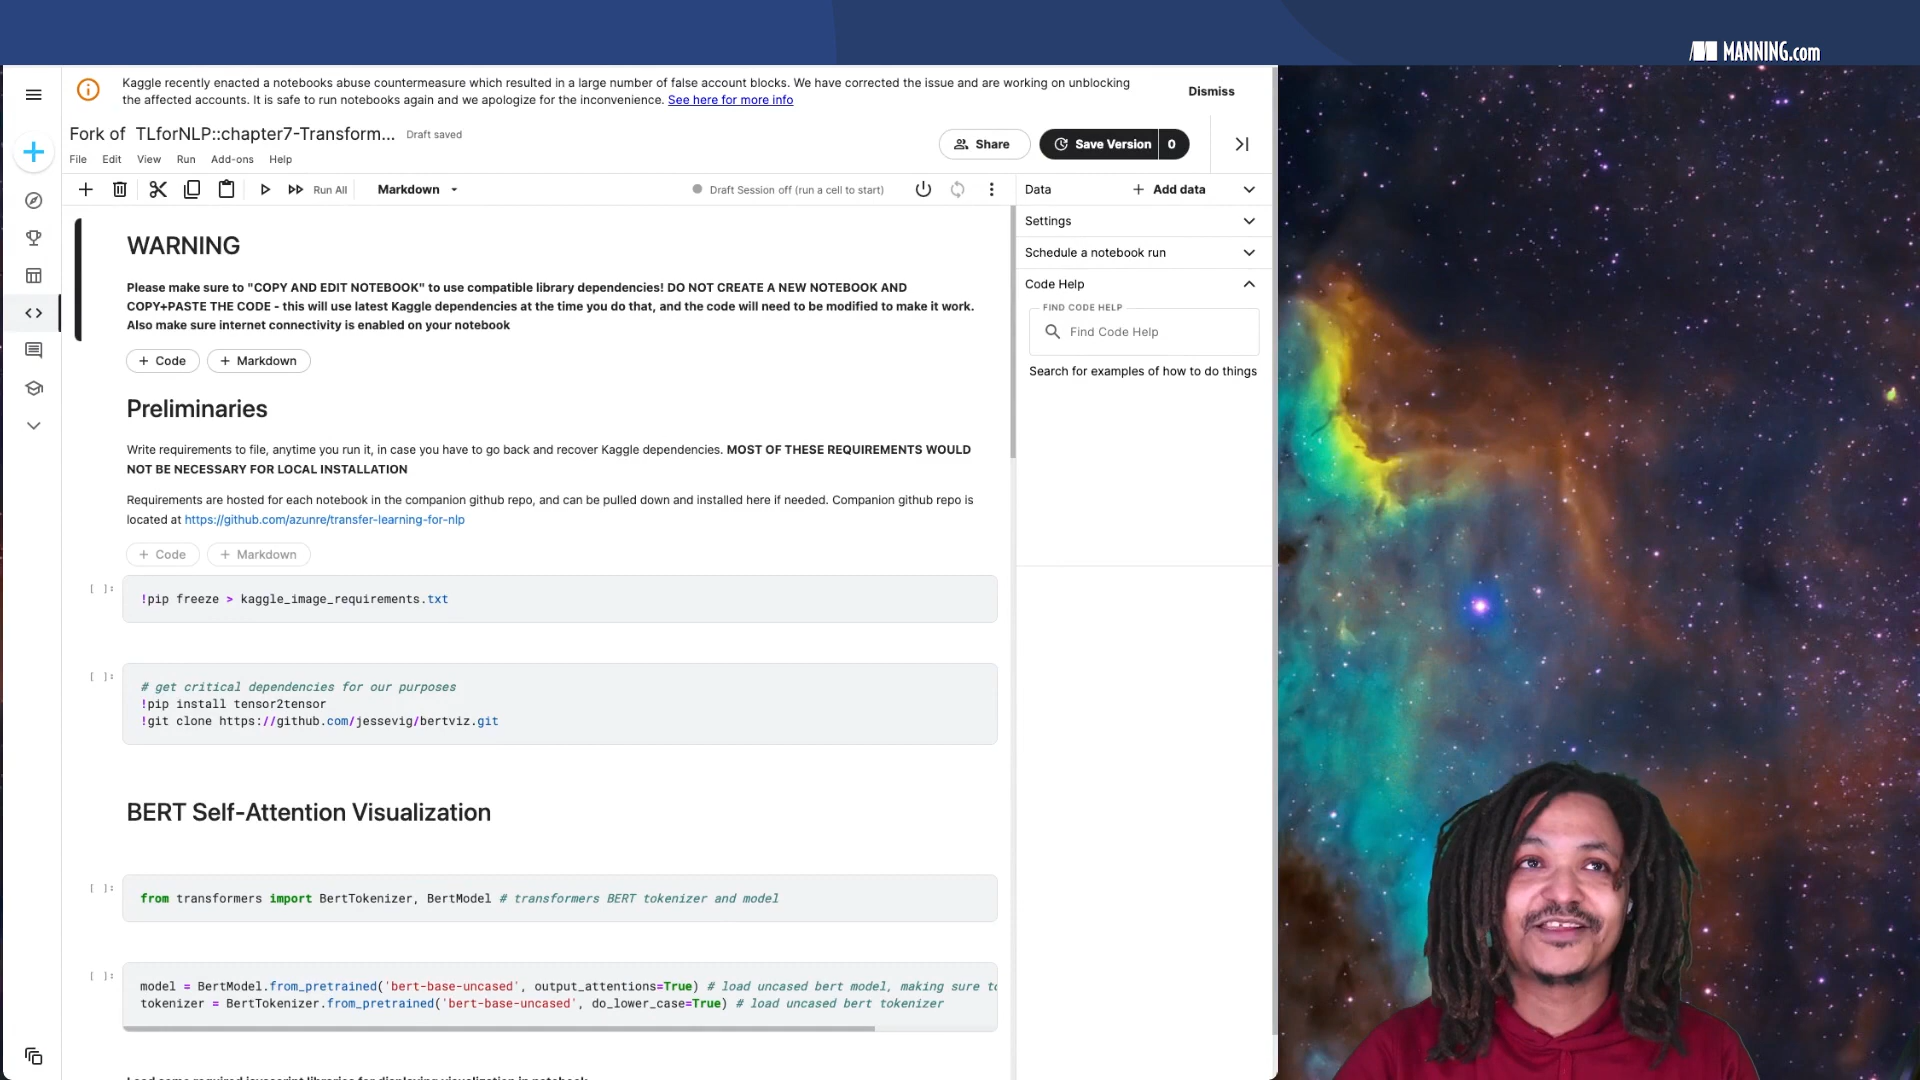 MANNING.com
Kaggle recently enacted a notebooks abuse countermeasure which resulted in a large number of false account blocks. We have corrected the issue and are working on unblocking
the affected accounts. It is safe to run notebooks again and we apologize for the inconvenience. See here for more info
Dismiss
Fork of TLforNLP::chapter7-Transform... Draft saved
Share
Save Version 0
File Edit View Run Add-ons Help
Run All
Markdown
Draft Session off (run a cell to start)
Data
+ Add data
Settings
Schedule a notebook run
Code Help
FIND CODE HELP
Find Code Help
Search for examples of how to do things
WARNING
Please make sure to "COPY AND EDIT NOTEBOOK" to use compatible library dependencies! DO NOT CREATE A NEW NOTEBOOK AND
COPY+PASTE THE CODE - this will use latest Kaggle dependencies at the time you do that, and the code will need to be modified to make it work.
Also make sure internet connectivity is enabled on your notebook
+ Code + Markdown
Preliminaries
Write requirements to file, anytime you run it, in case you have to go back and recover Kaggle dependencies. MOST OF THESE REQUIREMENTS WOULD
NOT BE NECESSARY FOR LOCAL INSTALLATION
Requirements are hosted for each notebook in the companion github repo, and can be pulled down and installed here if needed. Companion github repo is
located at https://github.com/azunre/transfer-learning-for-nlp
+ Code + Markdown
[ ]:
!pip freeze > kaggle_image_requirements.txt
[ ]:
# get critical dependencies for our purposes
!pip install tensor2tensor
!git clone https://github.com/jessevig/bertviz.git
BERT Self-Attention Visualization
[ ]:
from transformers import BertTokenizer, BertModel # transformers BERT tokenizer and model
[ ]:
model = BertModel.from_pretrained('bert-base-uncased', output_attentions=True) # load uncased bert model, making sure to
tokenizer = BertTokenizer.from_pretrained('bert-base-uncased', do_lower_case=True) # load uncased bert tokenizer